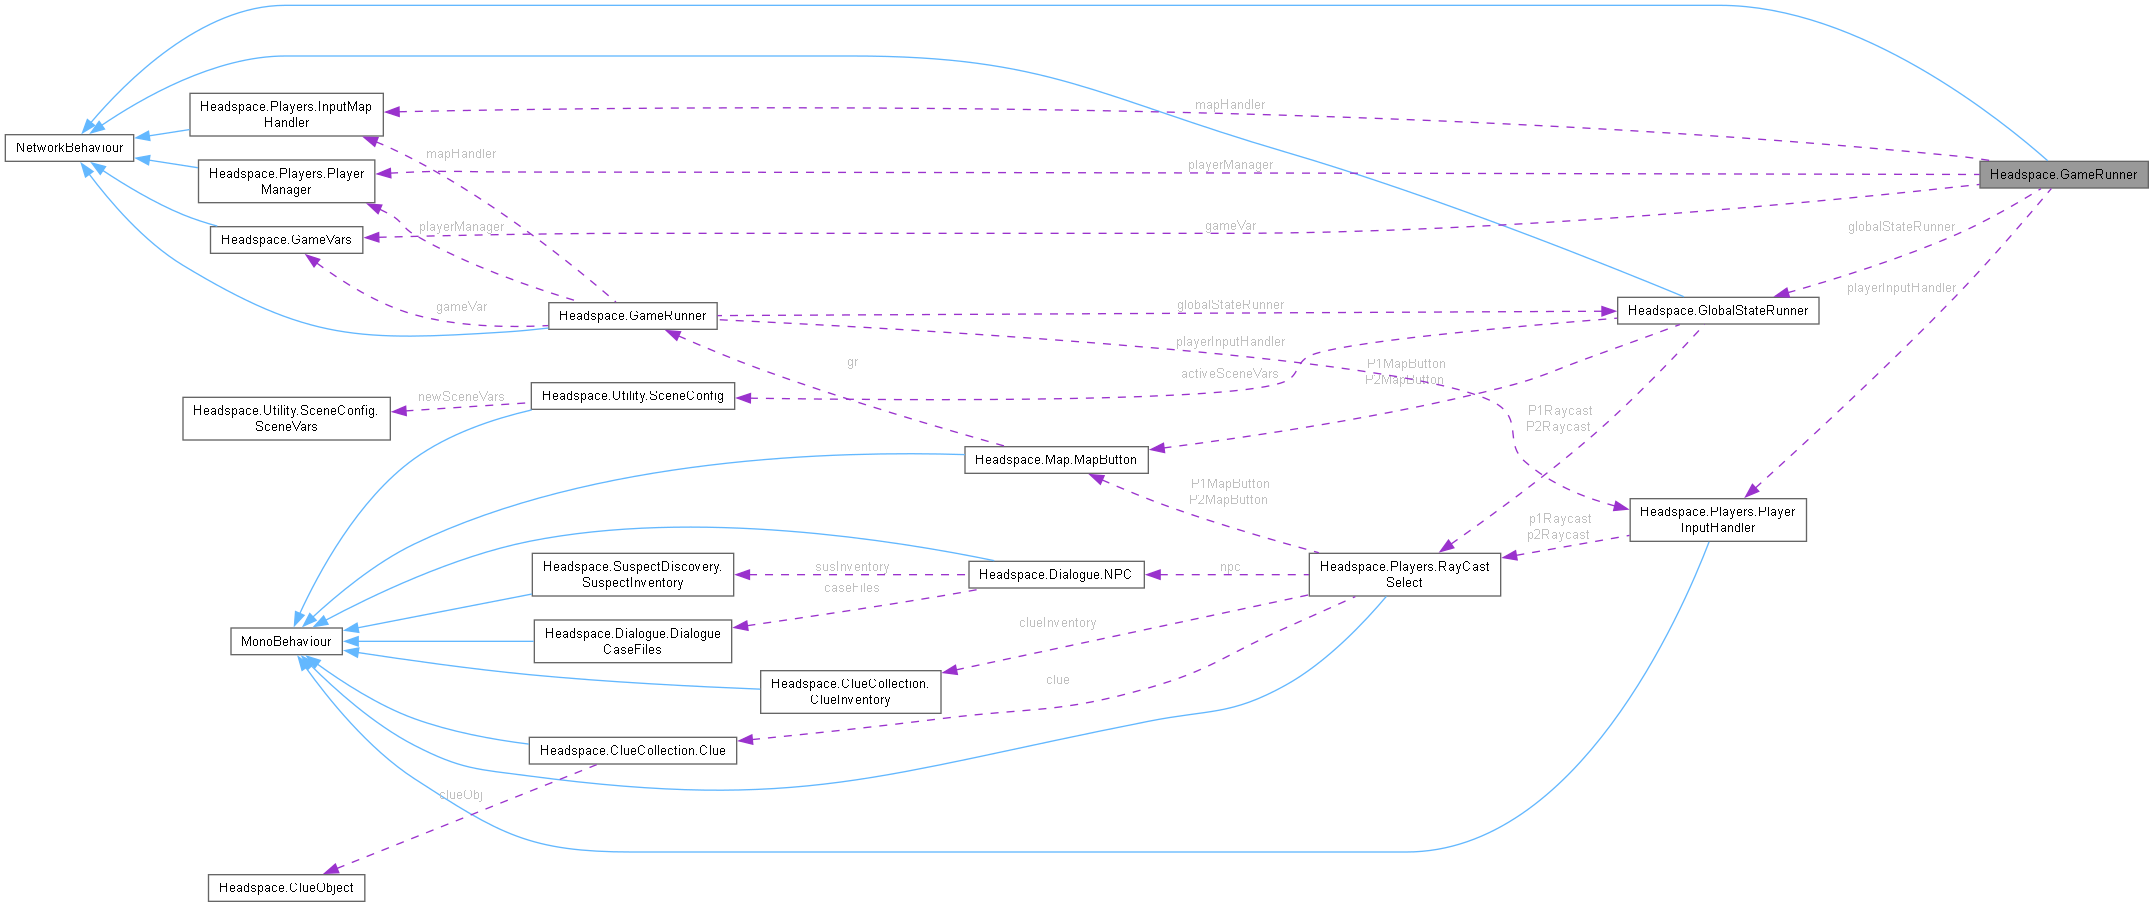 Headspace.Players.InputMap
Handler
mapHandler
NetworkBehaviour
mapHandler
Headspace.Players.Player
Manager
playerManager
Headspace.GameRunner
playerManager
Headspace.GameVars
gameVar
globalStateRunner
gameVar
Headspace.GameRunner
globalStateRunner
Headspace.GlobalStateRunner
playerInputHandler
playerInputHandler
gr
activeSceneVars
P1MapButton
P2MapButton
Headspace.Utility.SceneConfig.
SceneVars
newSceneVars
Headspace.Utility.SceneConfig
P1Raycast
P2Raycast
Headspace.Map.MapButton
P1MapButton
P2MapButton
Headspace.Players.Player
InputHandler
p1Raycast
p2Raycast
Headspace.SuspectDiscovery.
SuspectInventory
susInventory
caseFiles
Headspace.Dialogue.NPC
npc
Headspace.Players.RayCast
Select
MonoBehaviour
Headspace.Dialogue.Dialogue
CaseFiles
clueInventory
Headspace.ClueCollection.
ClueInventory
clue
Headspace.ClueCollection.Clue
clueObj
Headspace.ClueObject